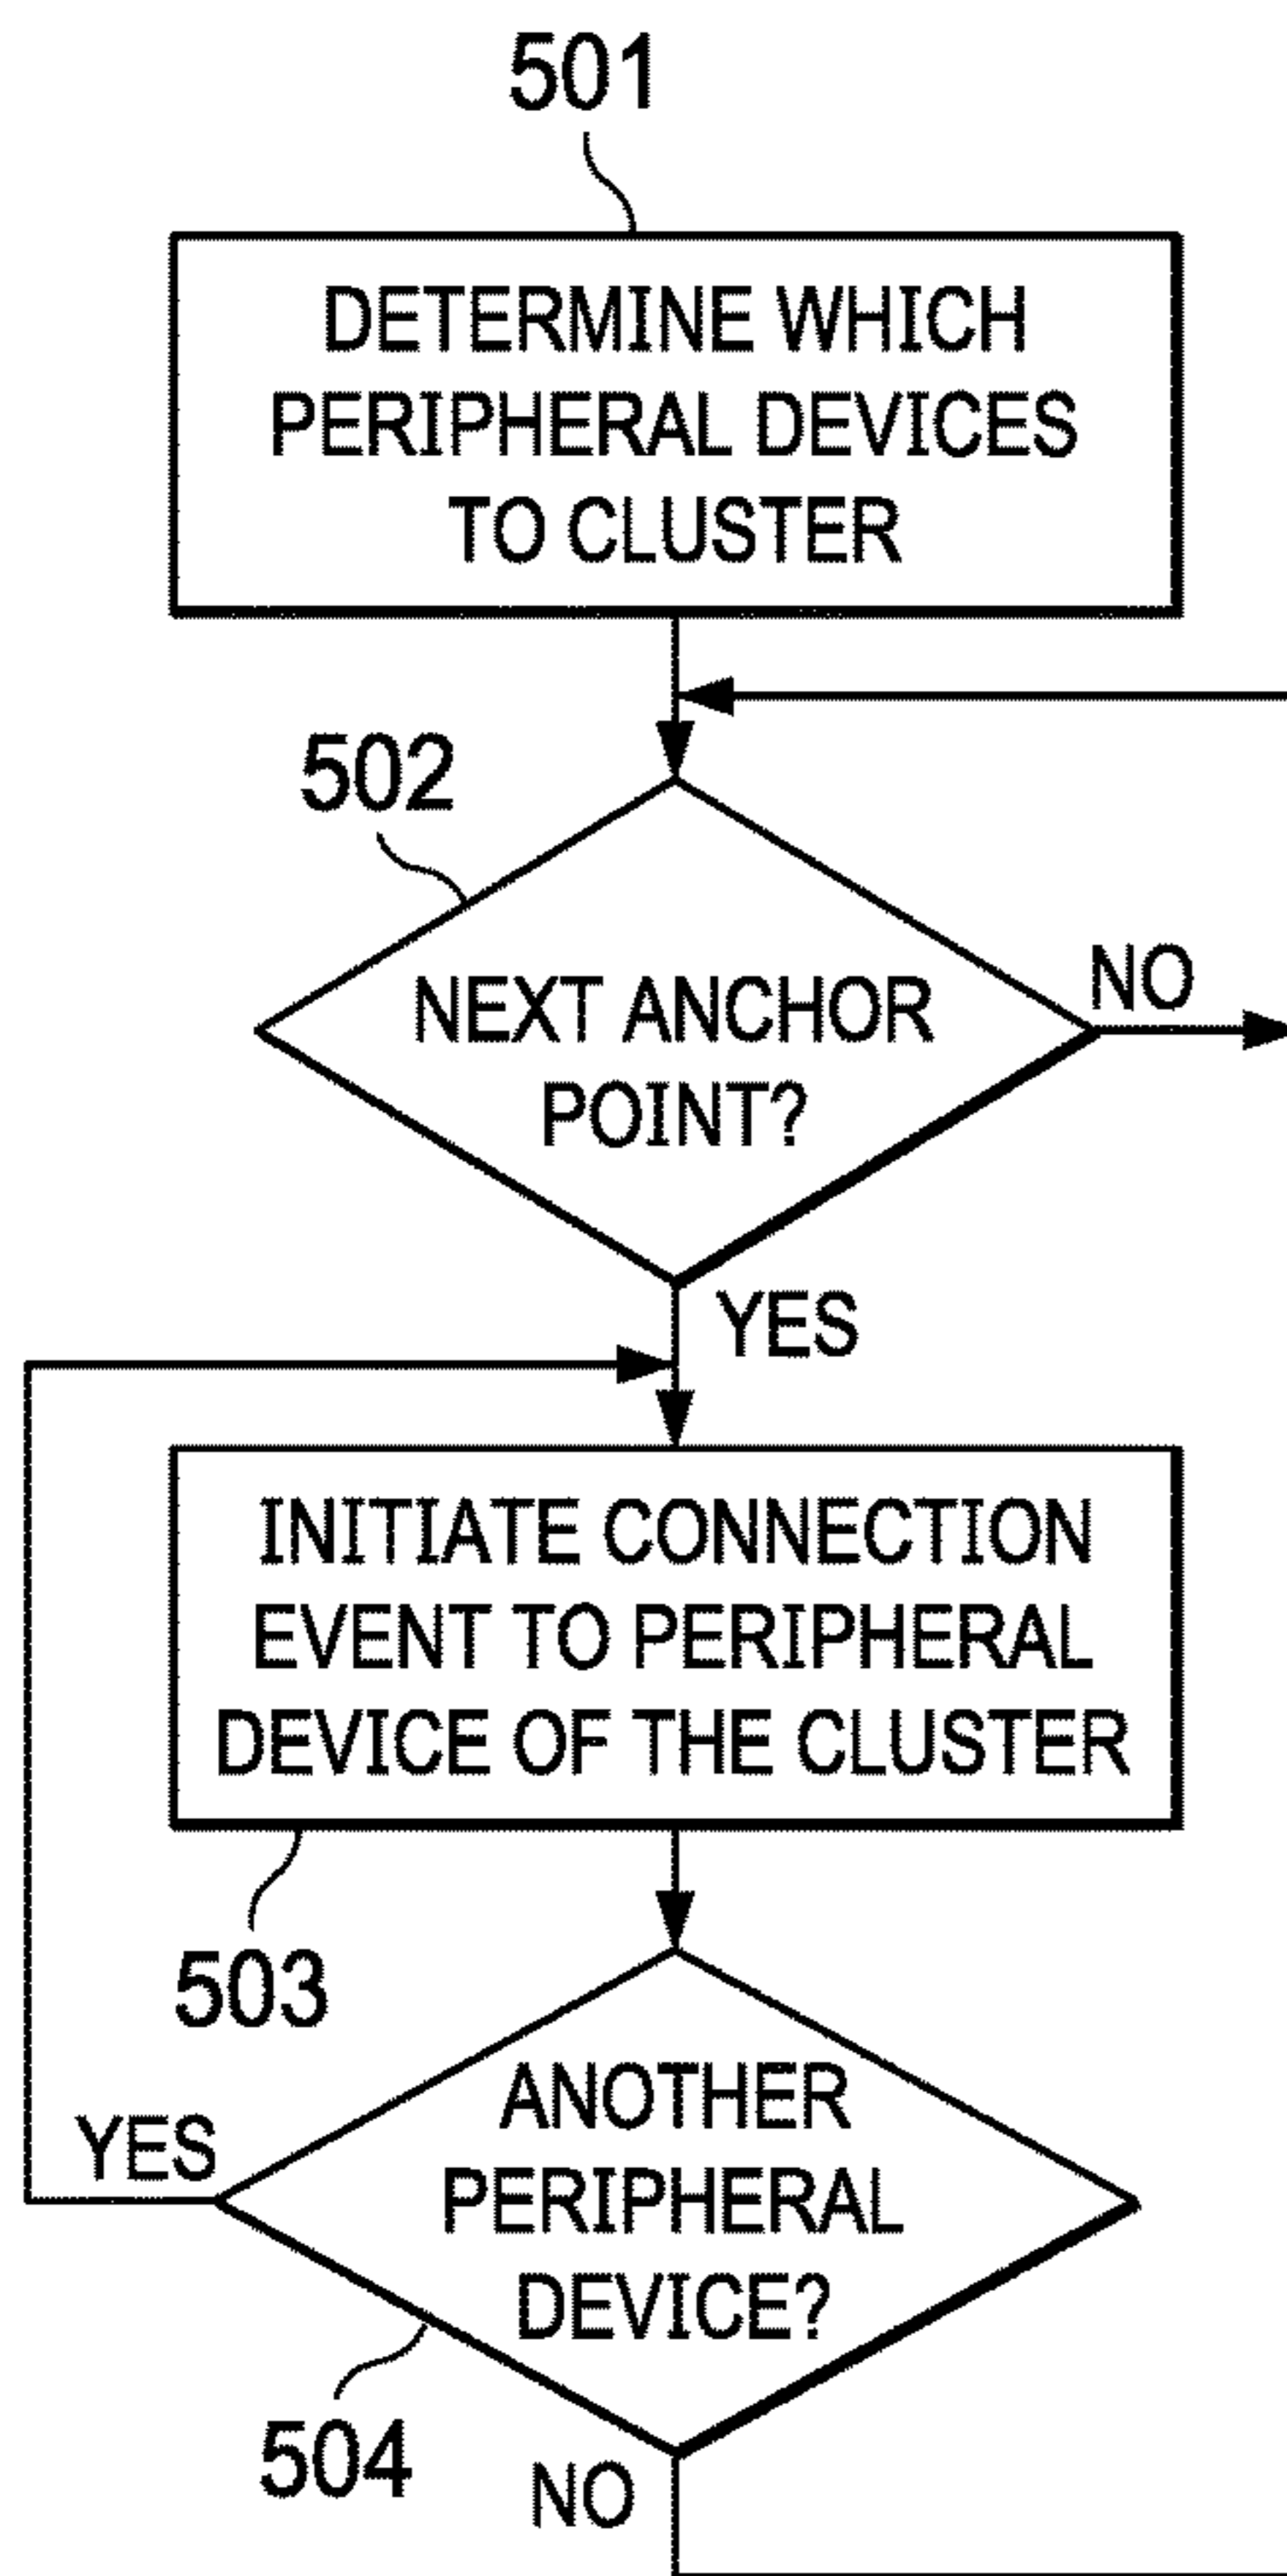 501
DETERMINE WHICH
PERIPHERAL DEVICES
TO CLUSTER
502
NEXT ANCHOR
POINT?
NO
YES
INITIATE CONNECTION
EVENT TO PERIPHERAL
DEVICE OF THE CLUSTER
503
ANOTHER
PERIPHERAL
DEVICE?
YES
504
NO